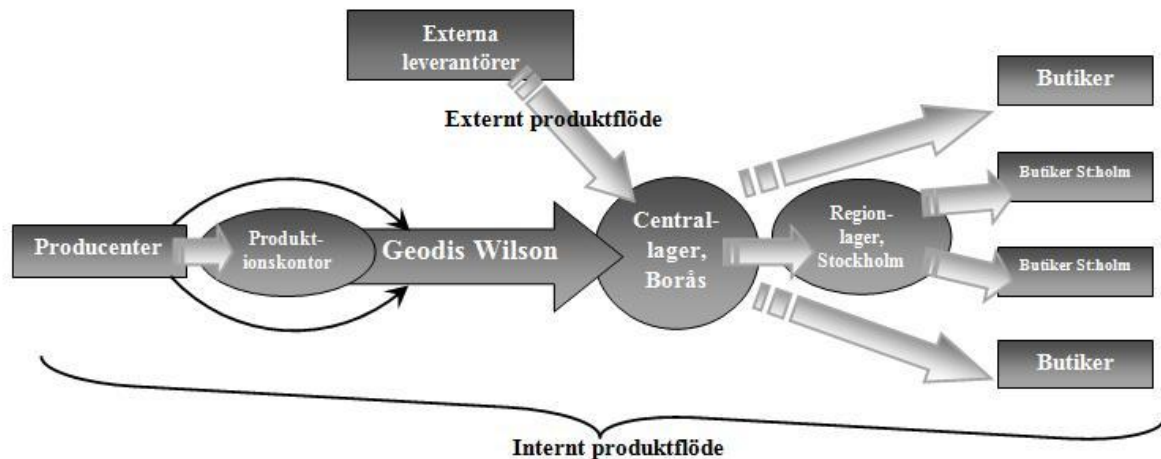 Externa
leverantörer
Externt produktflöde
Producenter
Produkt-
ionskontor
Geodis Wilson
Central-
lager,
Borås
Region-
lager,
Stockholm
Butiker
Butiker St:holm
Butiker St:holm
Butiker
Internt produktflöde